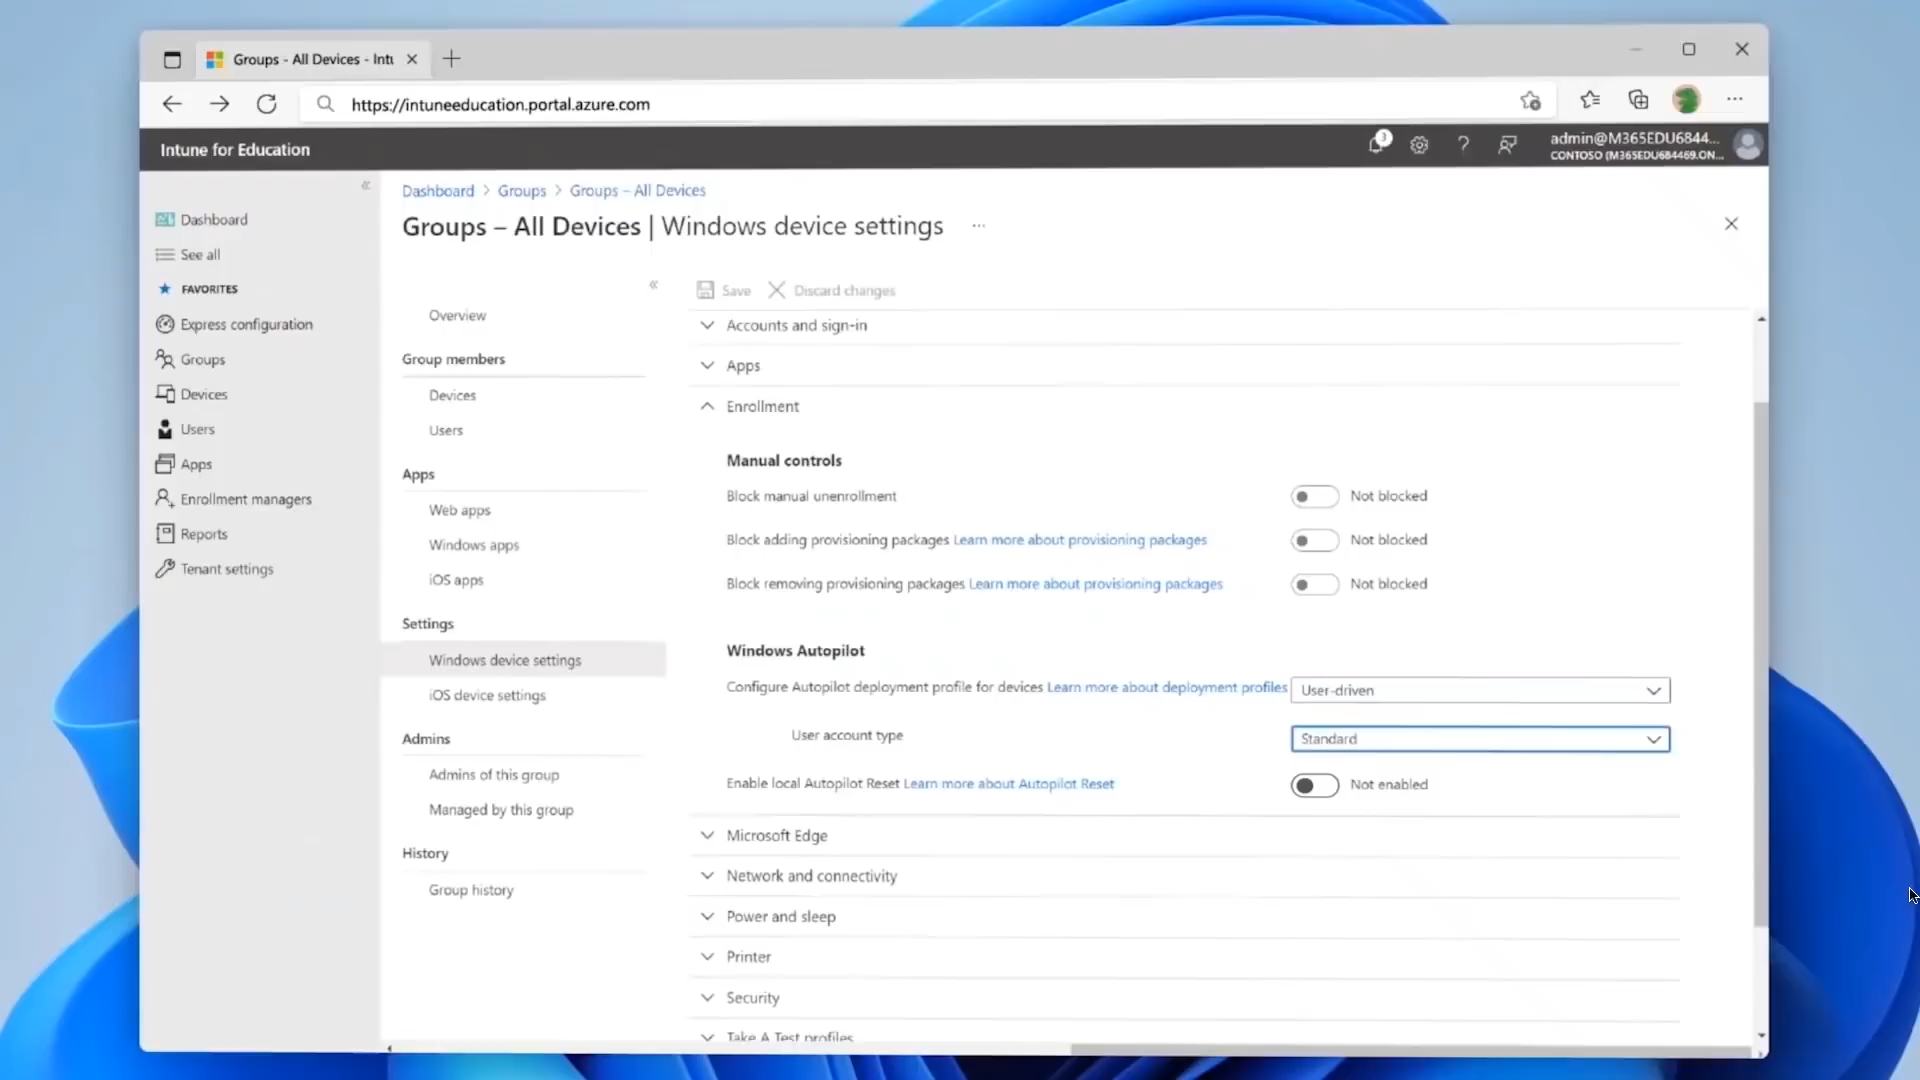 Groups - All Devices - Intu
https://intuneeducation.portal.azure.com
Intune for Education
3
?
admin@M365EDU6844...
CONTOSO (M365EDU684469.ON...
Dashboard
See all
FAVORITES
Express configuration
Groups
Devices
Users
Apps
Enrollment managers
Reports
Tenant settings
Dashboard > Groups > Groups – All Devices
Groups – All Devices | Windows device settings ...
Overview
Group members
Devices
Users
Apps
Web apps
Windows apps
iOS apps
Settings
Windows device settings
iOS device settings
Admins
Admins of this group
Managed by this group
History
Group history
Save Discard changes
Accounts and sign-in
Apps
Enrollment
Manual controls
Block manual unenrollment Not blocked
Block adding provisioning packages Learn more about provisioning packages Not blocked
Block removing provisioning packages Learn more about provisioning packages Not blocked
Windows Autopilot
Configure Autopilot deployment profile for devices Learn more about deployment profiles User-driven
User account type Standard
Enable local Autopilot Reset Learn more about Autopilot Reset Not enabled
Microsoft Edge
Network and connectivity
Power and sleep
Printer
Security
Take A Test profiles